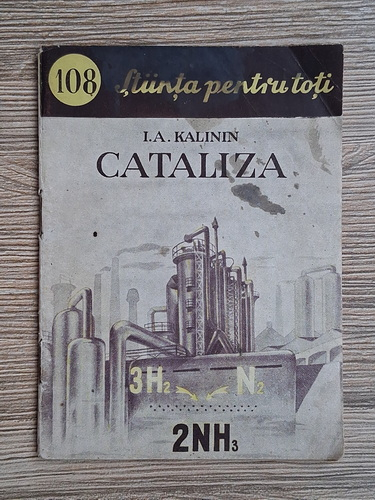 108
Știința pentru toți
I.A. KALININ
CATALIZA
3H₂ N₂
2NH₃